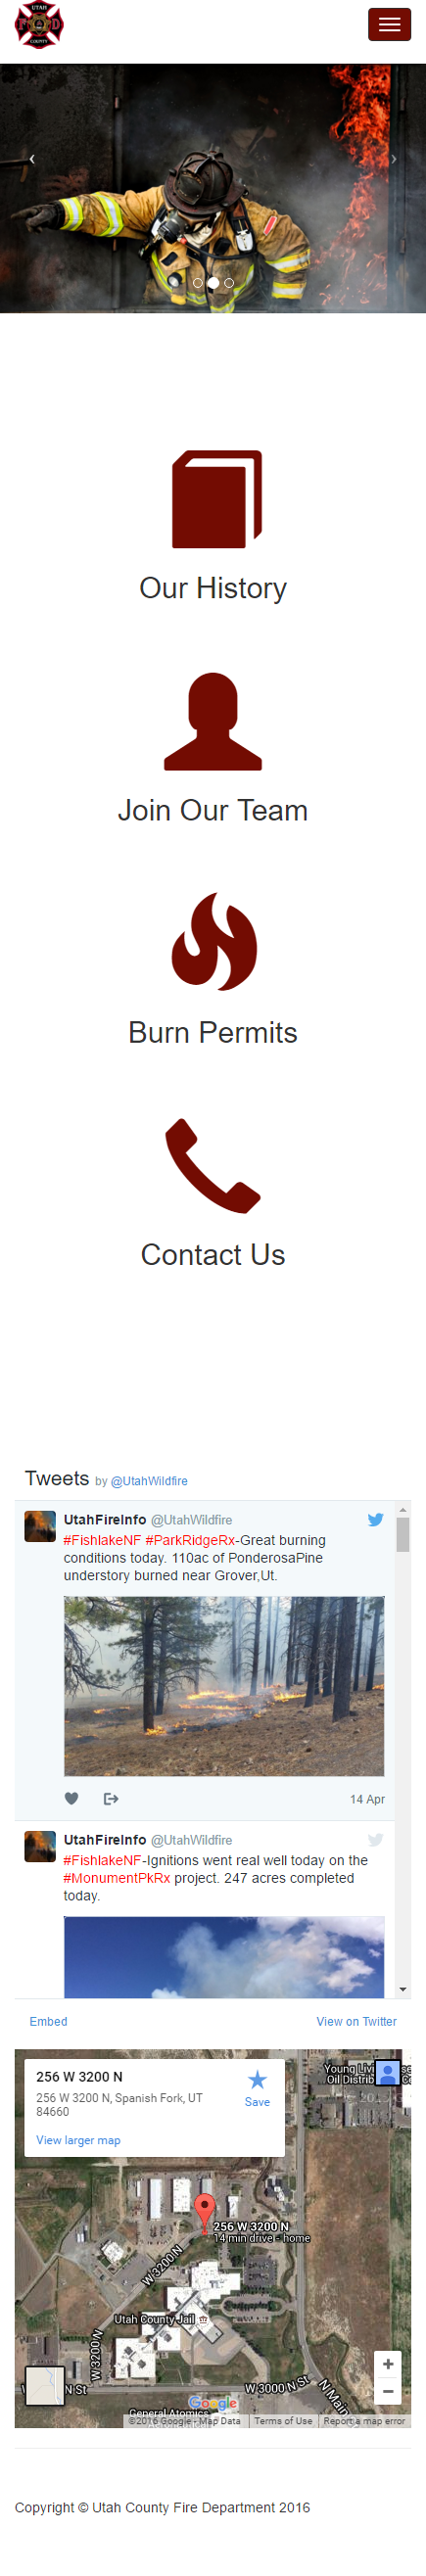 UTAH
F D
COUNTY
Our History
Join Our Team
Burn Permits
Contact Us
Tweets by @UtahWildfire
UtahFireInfo @UtahWildfire
#FishlakeNF #ParkRidgeRx-Great burning
conditions today. 110ac of PonderosaPine
understory burned near Grover,Ut.
14 Apr
UtahFireInfo @UtahWildfire
#FishlakeNF-Ignitions went real well today on the
#MonumentPkRx project. 247 acres completed
today.
Embed
View on Twitter
256 W 3200 N
256 W 3200 N, Spanish Fork, UT
84660
Save
View larger map
Young Livi
Oil Distrib
256 W 3200 N
14 min drive - home
W 3200 N
Utah County Jail
W 3200 N
W 3000 N St
N Main
N St
Google
General Atomics
©2016 Google - Map Data
Terms of Use
Report a map error
Copyright © Utah County Fire Department 2016